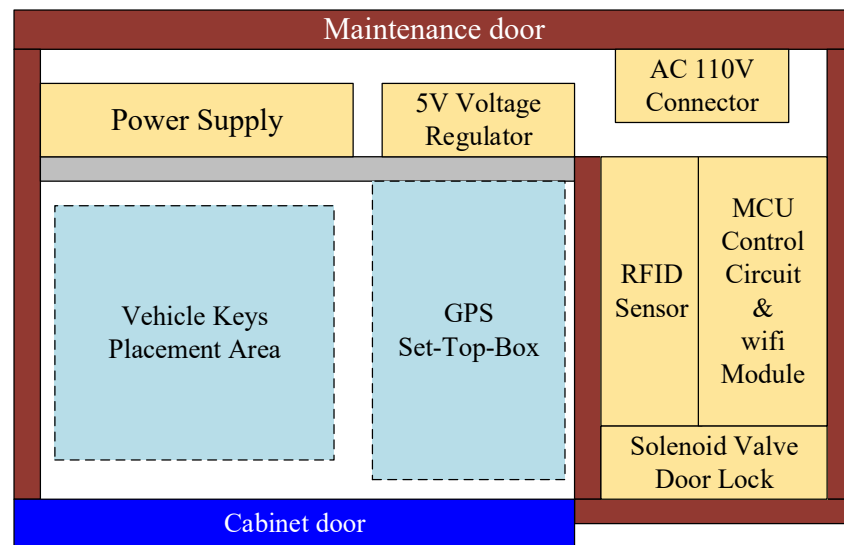 Maintenance door
Power Supply
5V Voltage
Regulator
AC 110V
Connector
Vehicle Keys
Placement Area
GPS
Set-Top-Box
RFID
Sensor
MCU
Control
Circuit
&
wifi
Module
Solenoid Valve
Door Lock
Cabinet door